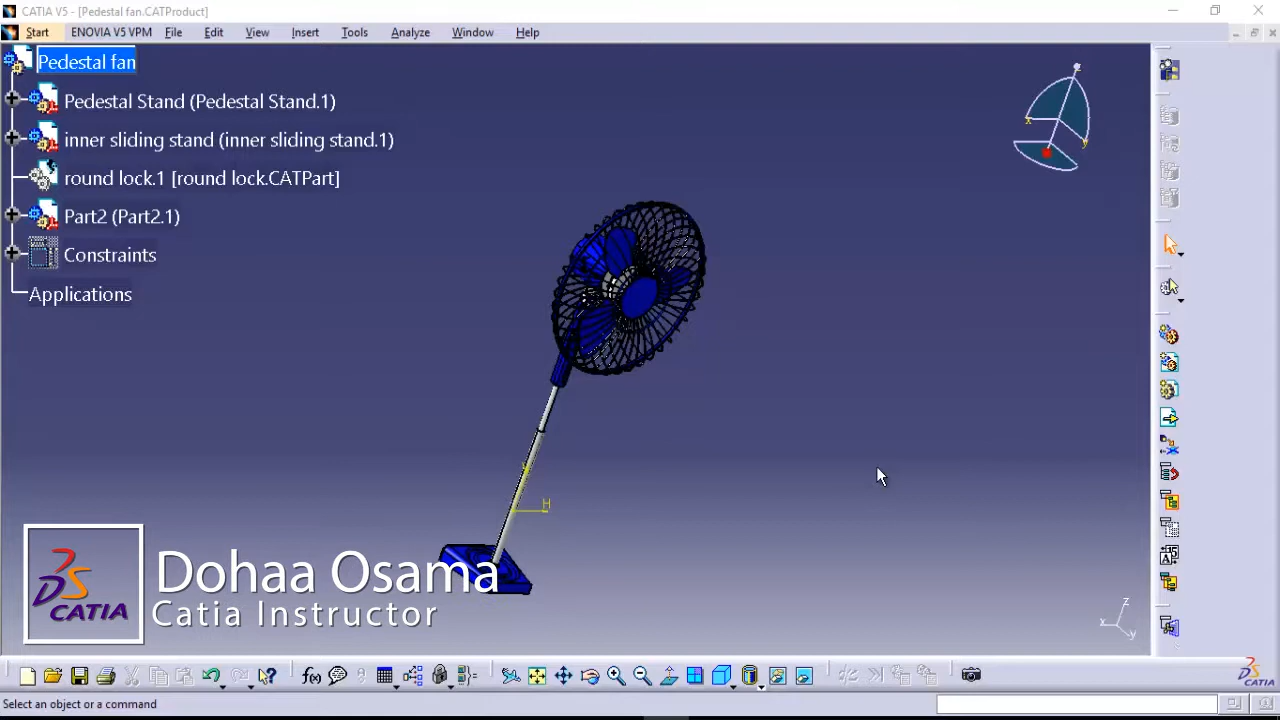 CATIA V5 - [Pedestal fan.CATProduct]
Start ENOVIA V5 VPM File Edit View Insert Tools Analyze Window Help
Pedestal fan
Pedestal Stand (Pedestal Stand.1)
inner sliding stand (inner sliding stand.1)
round lock.1 [round lock.CATPart]
Part2 (Part2.1)
Constraints
Applications
H
Dohaa Osama
Catia Instructor
CATIA
z
x
y
CATIA
Select an object or a command